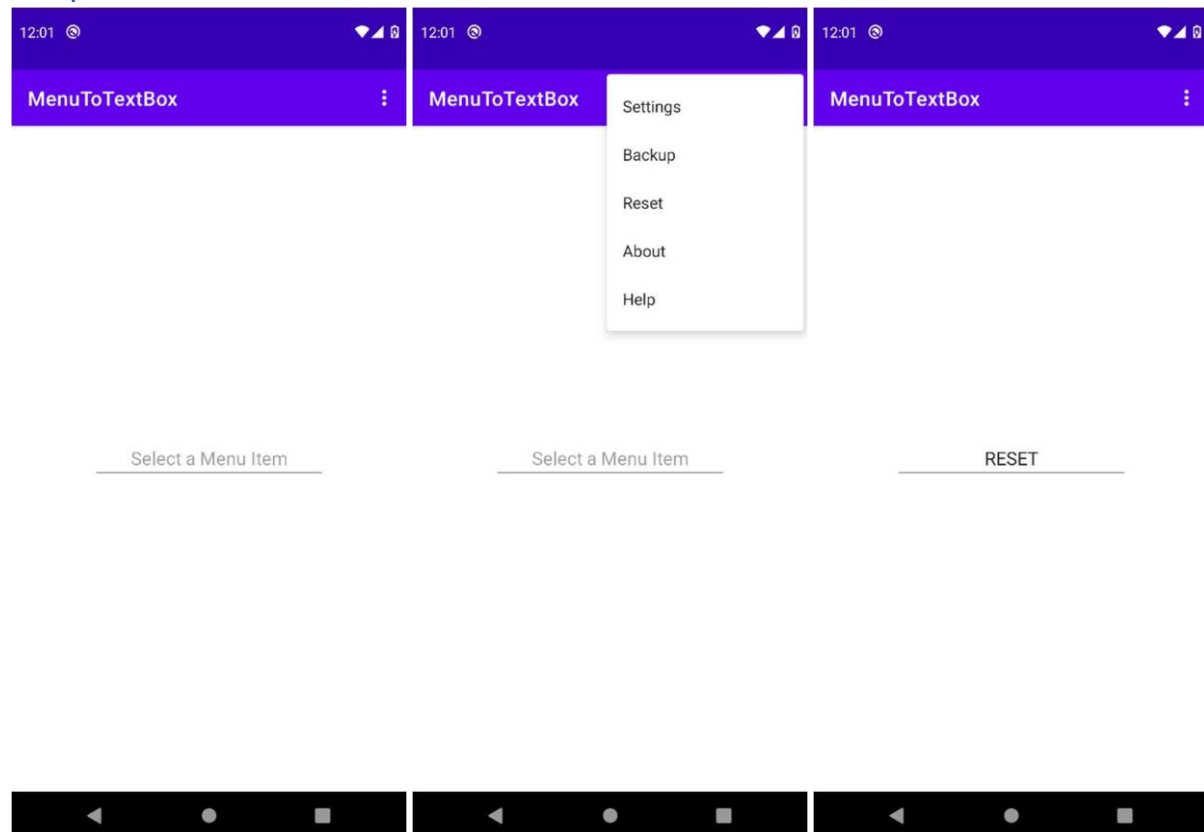 12:01
MenuToTextBox
Select a Menu Item
12:01
MenuToTextBox
Settings
Backup
Reset
About
Help
Select a Menu Item
12:01
MenuToTextBox
RESET